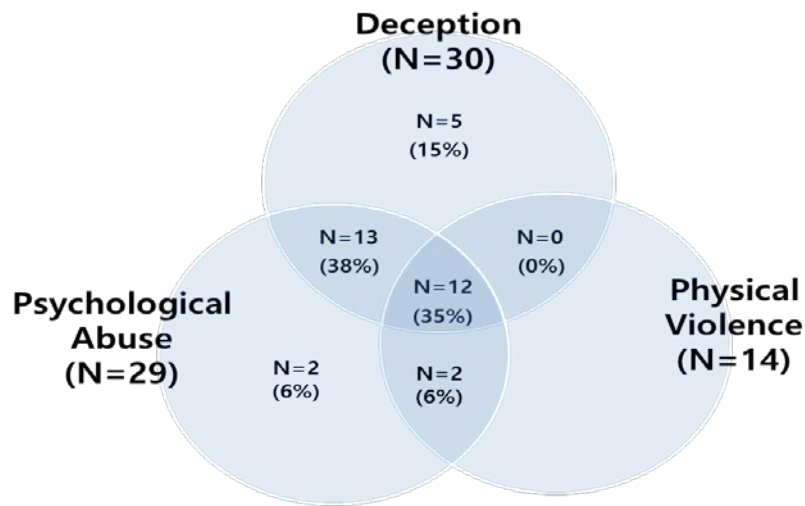 Deception
(N=30)
N=5
(15%)
N=13
(38%)
N=0
(0%)
N=12
(35%)
Psychological
Abuse
(N=29)
Physical
Violence
(N=14)
N=2
(6%)
N=2
(6%)